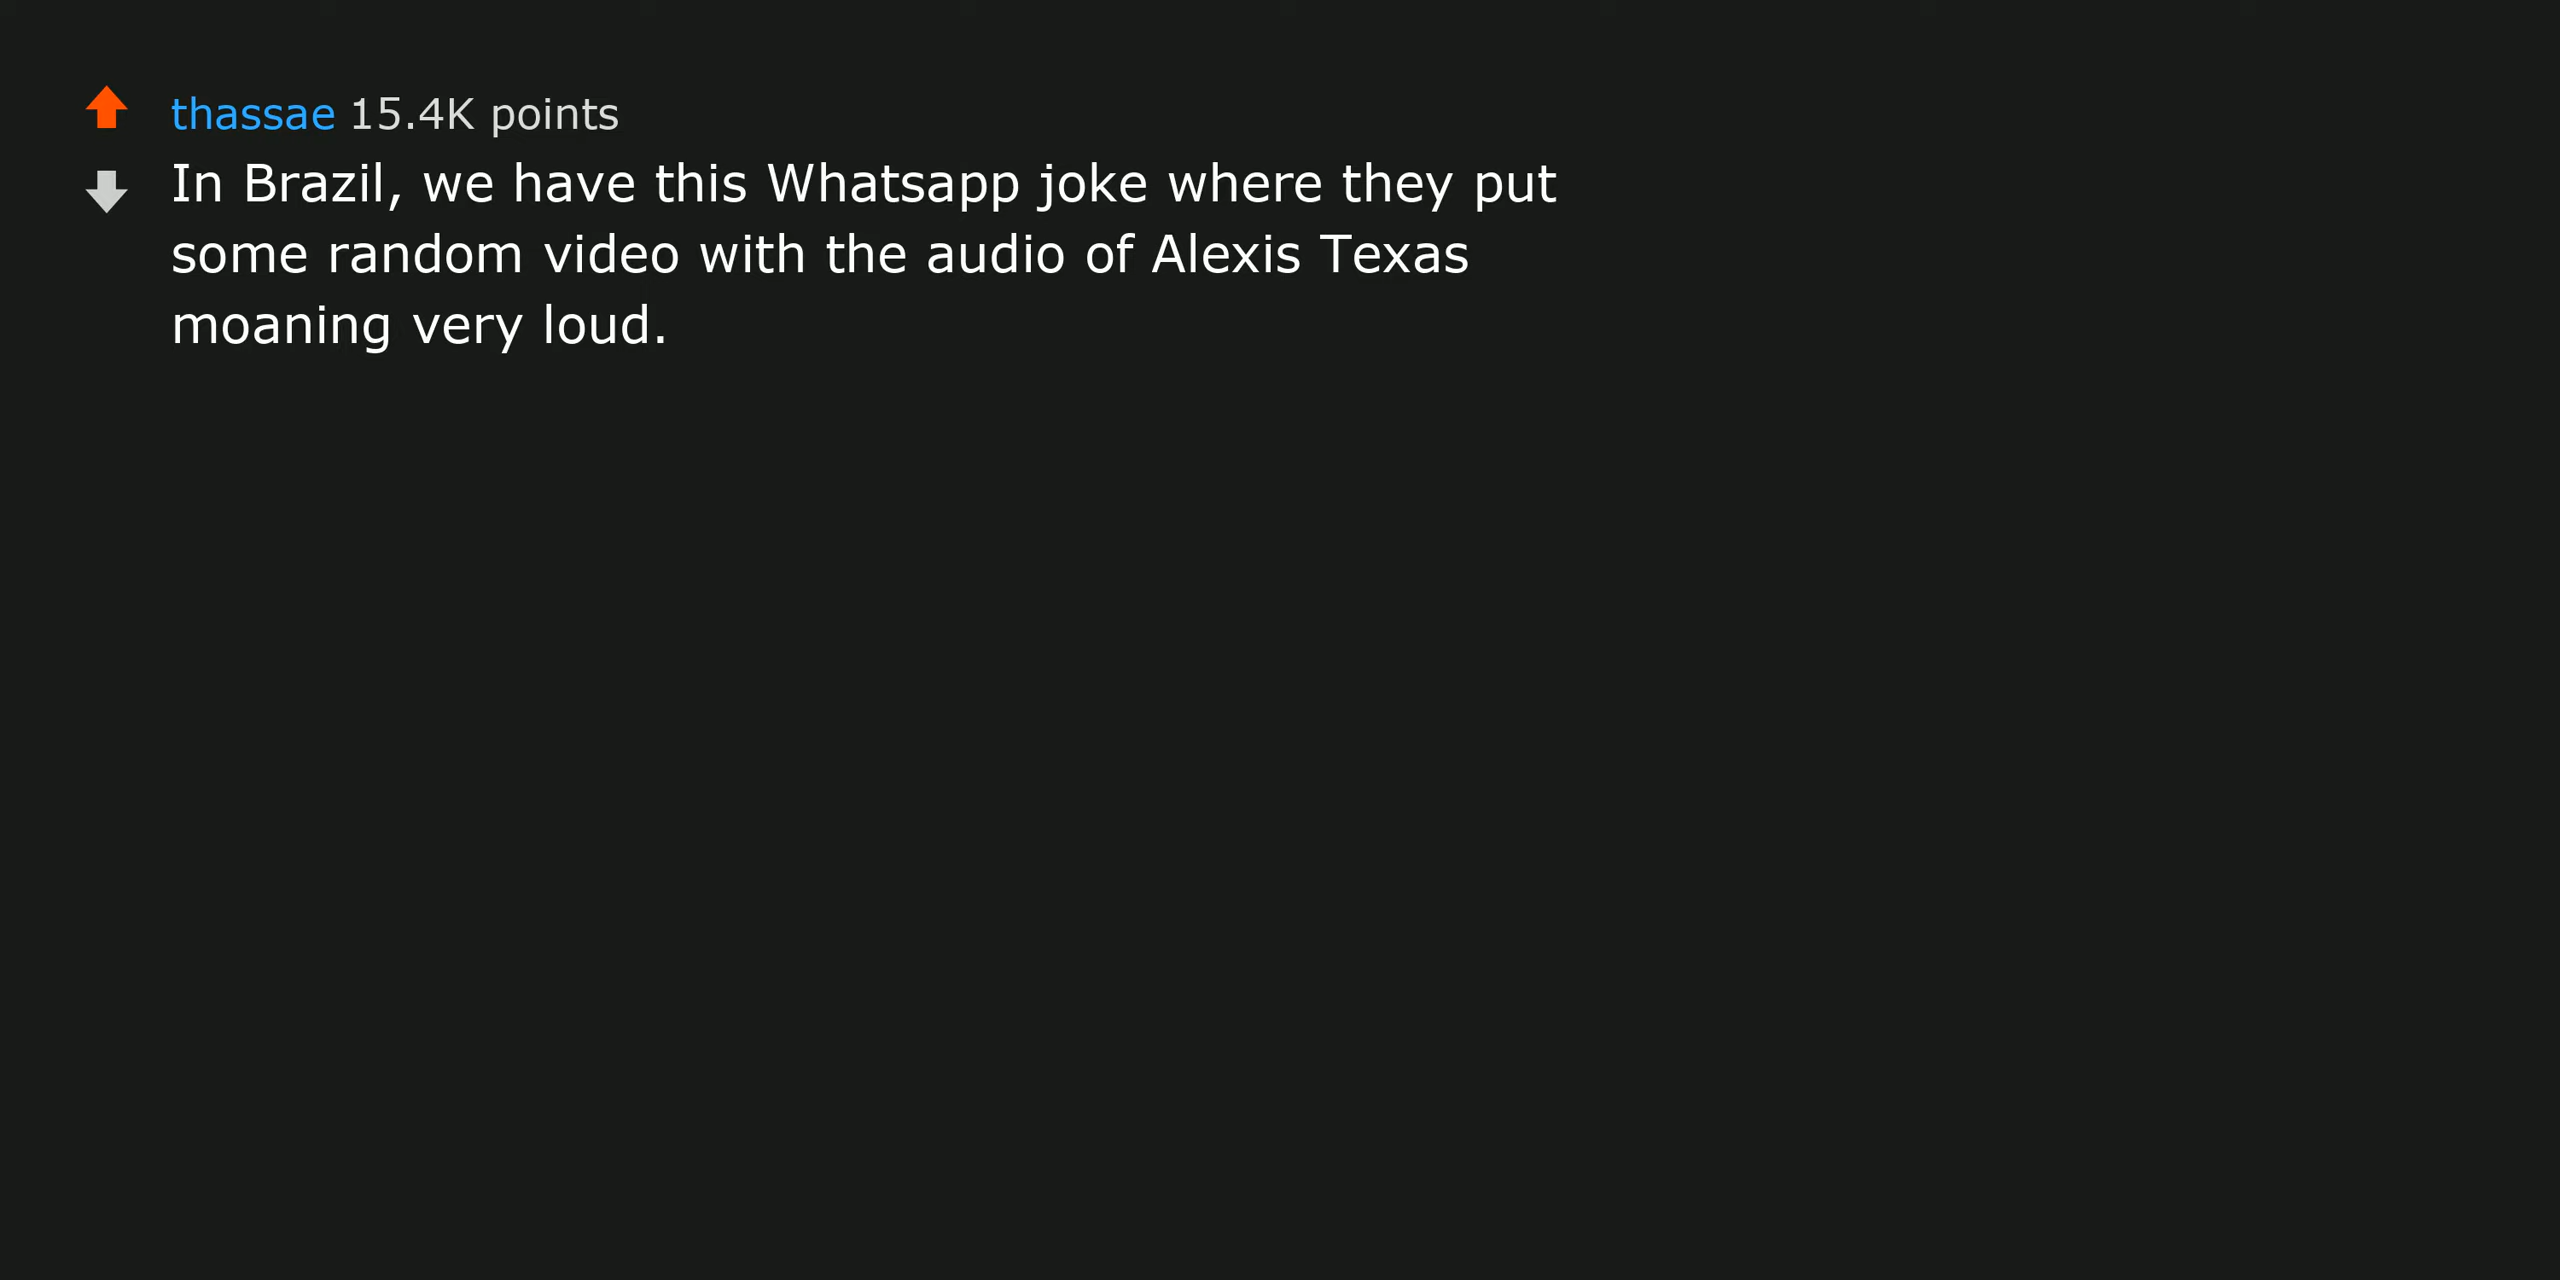 thassae 15.4K points
In Brazil, we have this Whatsapp joke where they put
some random video with the audio of Alexis Texas
moaning very loud.